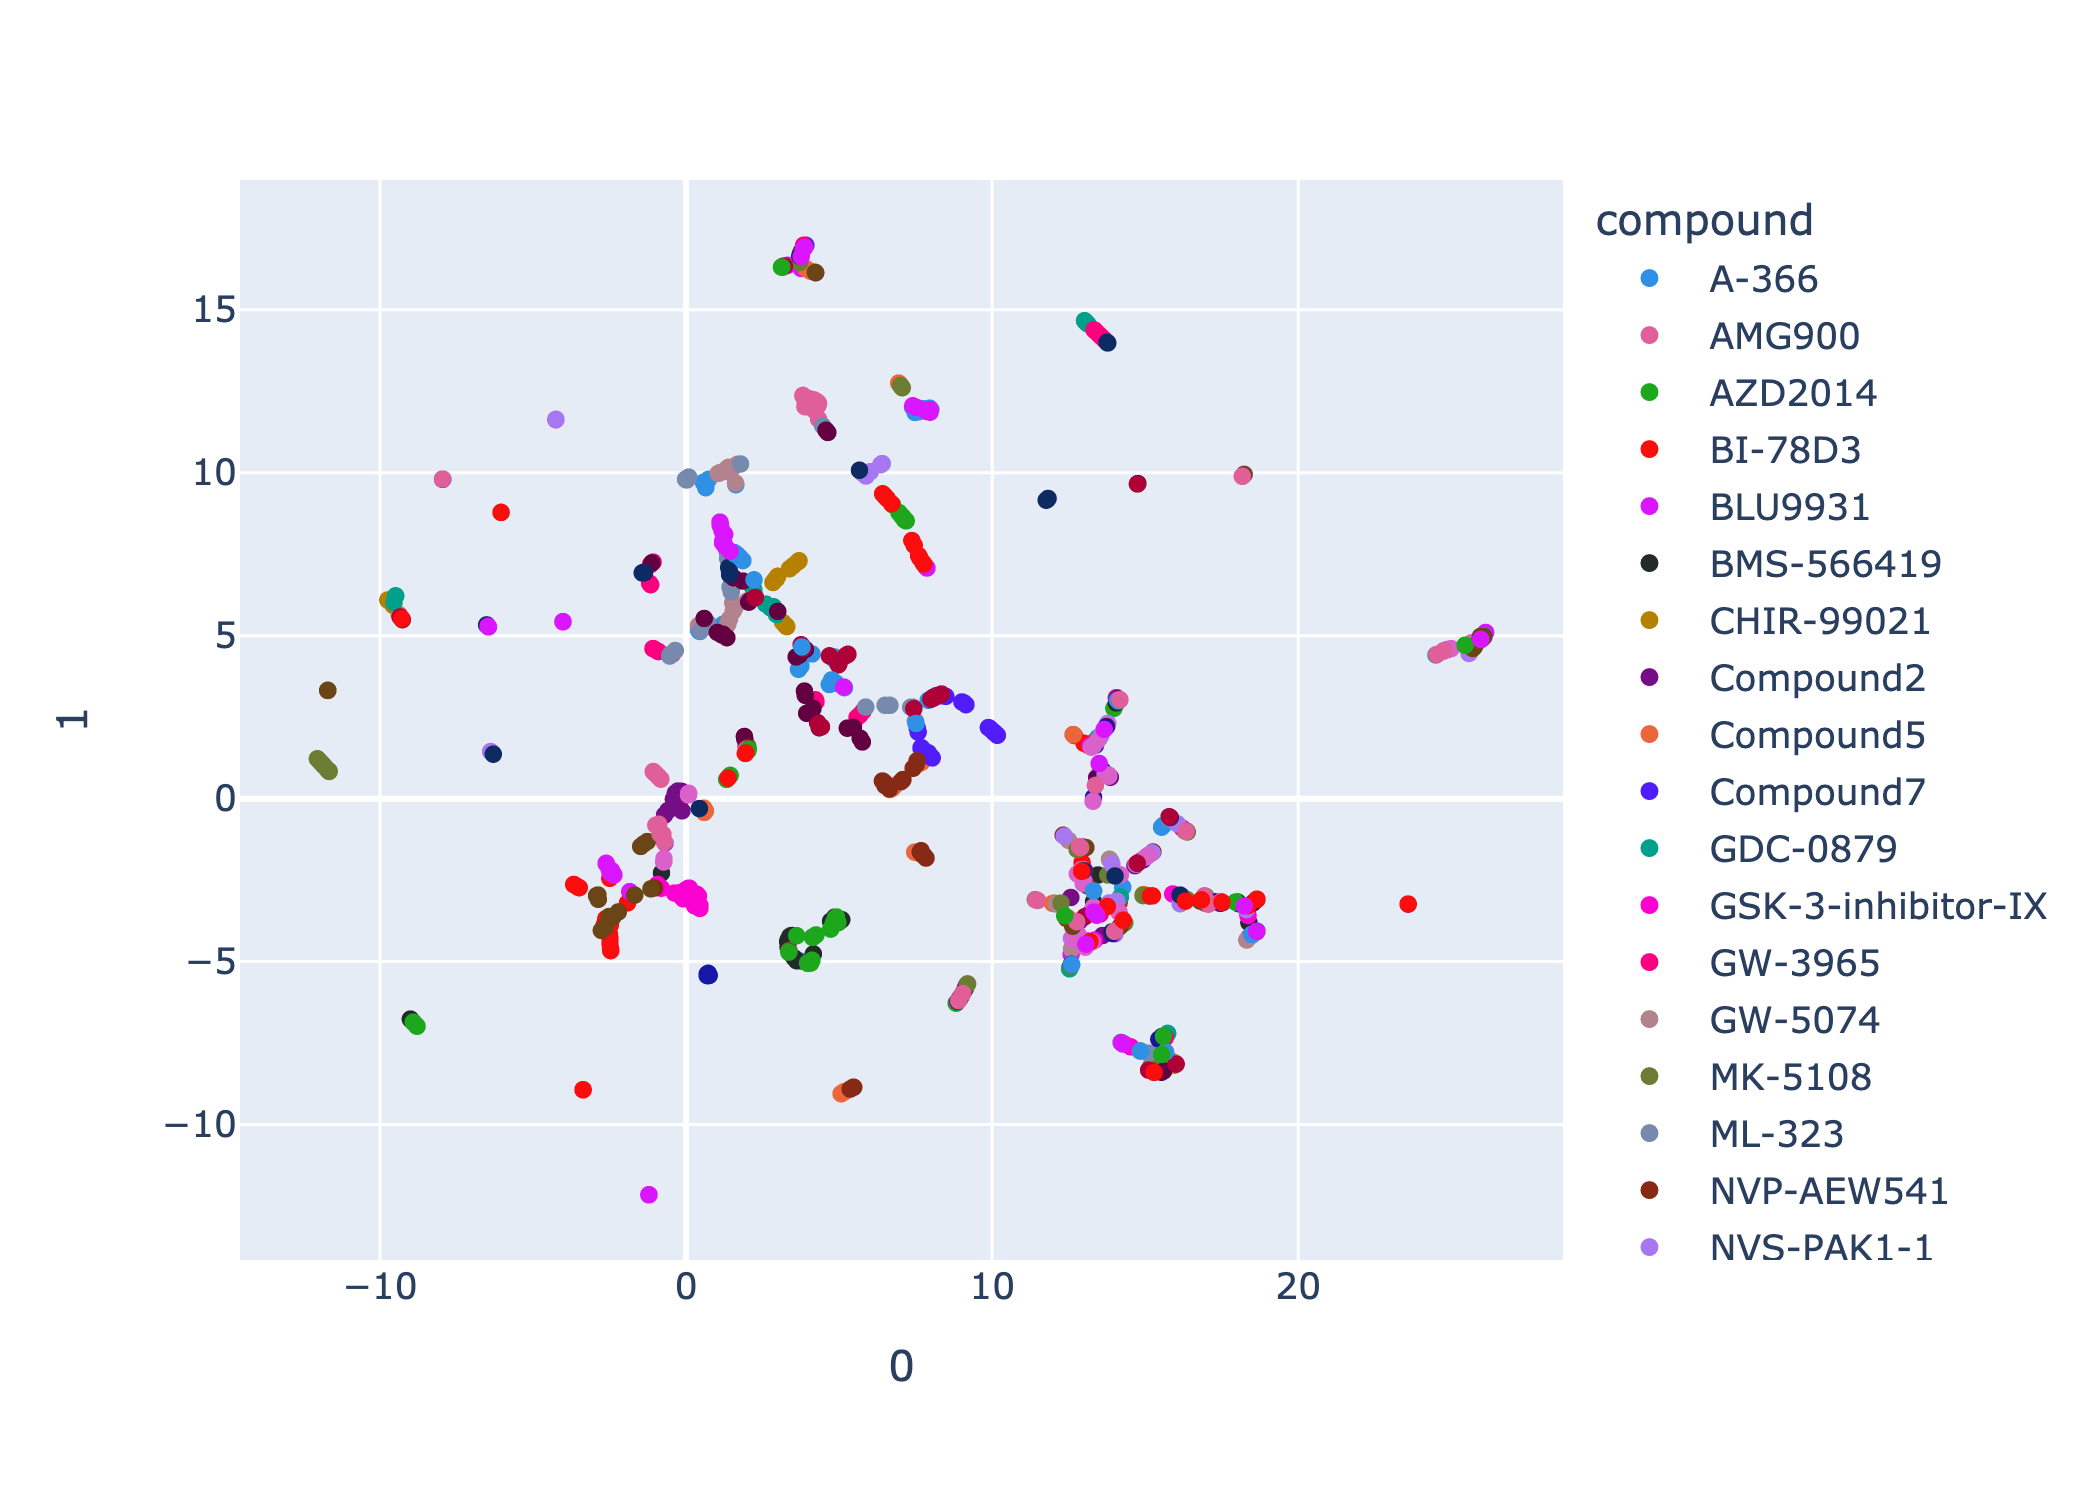 compound
A-366
AMG900
AZD2014
BI-78D3
BLU9931
BMS-566419
CHIR-99021
Compound2
Compound5
Compound7
GDC-0879
GSK-3-inhibitor-IX
GW-3965
GW-5074
MK-5108
ML-323
NVP-AEW541
NVS-PAK1-1
15
10
5
0
−5
−10
1
−10 0 10 20
0